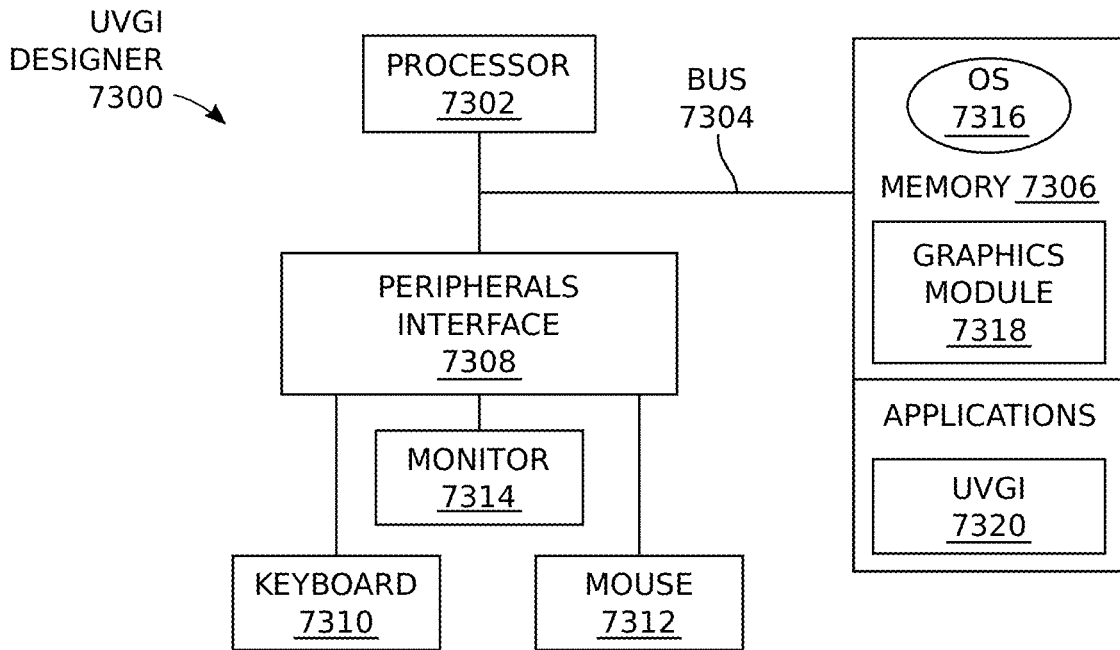 UVGI
DESIGNER
7300
PROCESSOR
7302
BUS
7304
OS
7316
MEMORY 7306
GRAPHICS
MODULE
7318
PERIPHERALS
INTERFACE
7308
APPLICATIONS
UVGI
7320
MONITOR
7314
KEYBOARD
7310
MOUSE
7312